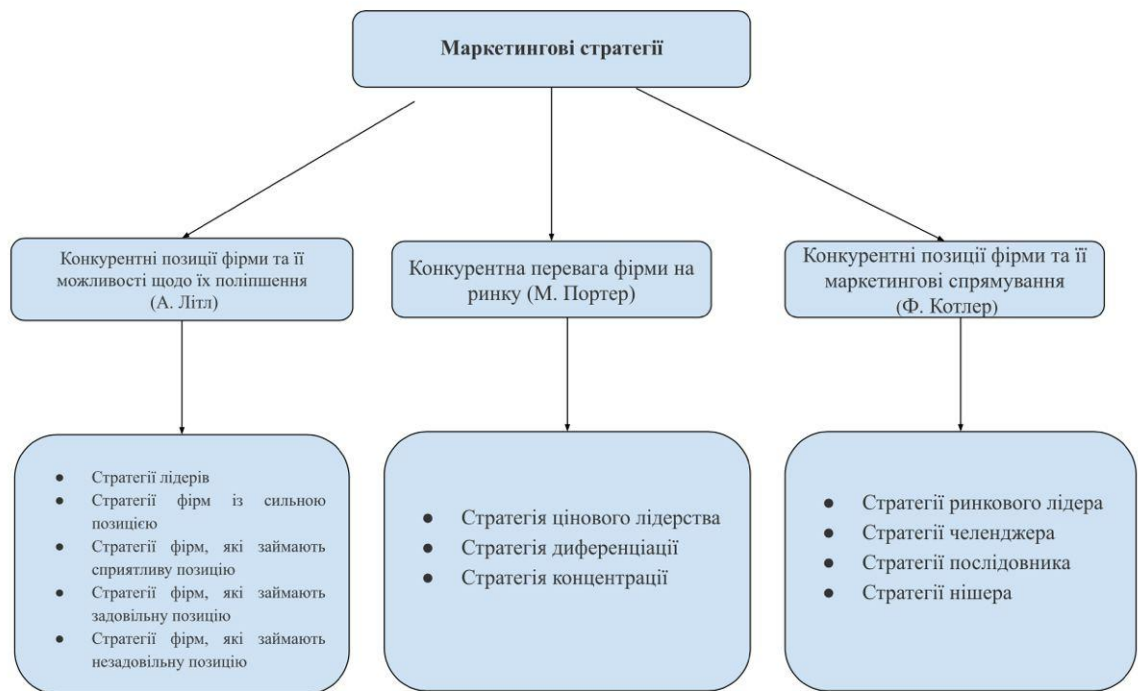 Маркетингові стратегії
Конкурентні позиції фірми та її
можливості щодо їх поліпшення
(А. Літл)
Конкурентна перевага фірми на
ринку (М. Портер)
Конкурентні позиції фірми та її
маркетингові спрямування
(Ф. Котлер)
● Стратегії лідерів
● Стратегії фірм із сильною
позицією
● Стратегії фірм, які займають
сприятливу позицію
● Стратегії фірм, які займають
задовільну позицію
● Стратегії фірм, які займають
незадовільну позицію
● Стратегія цінового лідерства
● Стратегія диференціації
● Стратегія концентрації
● Стратегії ринкового лідера
● Стратегії челенджера
● Стратегії послідовника
● Стратегії нішера